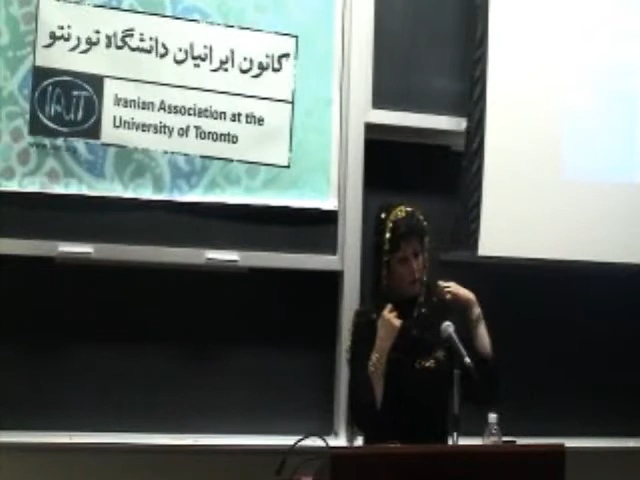 کانون ایرانیان دانشگاه تورنتو
IAUT
Iranian Association at the
University of Toronto